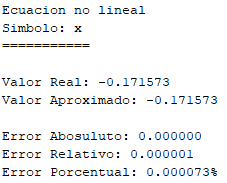 Ecuacion no lineal
Simbolo: x
===========
Valor Real: -0.171573
Valor Aproximado: -0.171573
Error Abosuluto: 0.000000
Error Relativo: 0.000001
Error Porcentual: 0.000073%